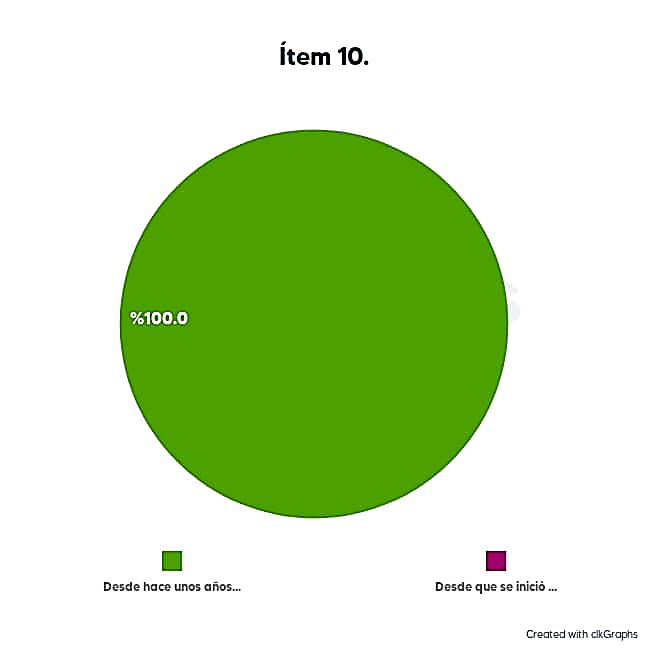 Ítem 10.
%100.0
Desde hace unos años...
Desde que se inició ...
Created with clkGraphs